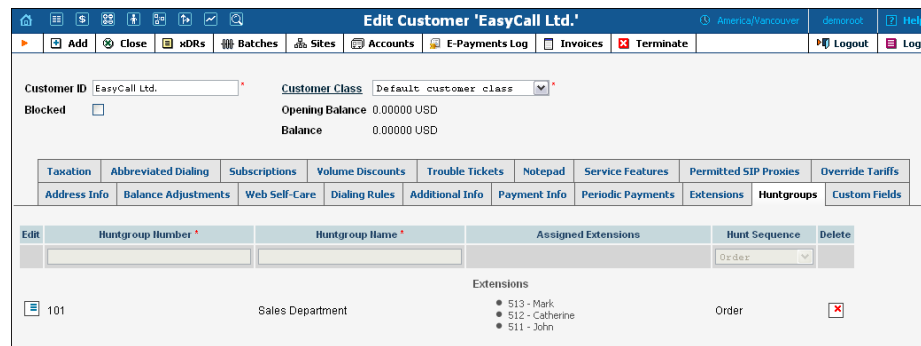 Edit Customer 'EasyCall Ltd.' America/Vancouver demoroot ? Help
Add Close xDRs Batches Sites Accounts E-Payments Log Invoices Terminate Logout Log
Customer ID EasyCall Ltd. * Customer Class Default customer class *
Blocked Opening Balance 0.00000 USD
Balance 0.00000 USD
Taxation Abbreviated Dialing Subscriptions Volume Discounts Trouble Tickets Notepad Service Features Permitted SIP Proxies Override Tariffs
Address Info Balance Adjustments Web Self-Care Dialing Rules Additional Info Payment Info Periodic Payments Extensions Huntgroups Custom Fields
Edit Huntgroup Number * Huntgroup Name * Assigned Extensions Hunt Sequence Delete
Order
Extensions
513 - Mark
101 Sales Department 512 - Catherine Order
511 - John